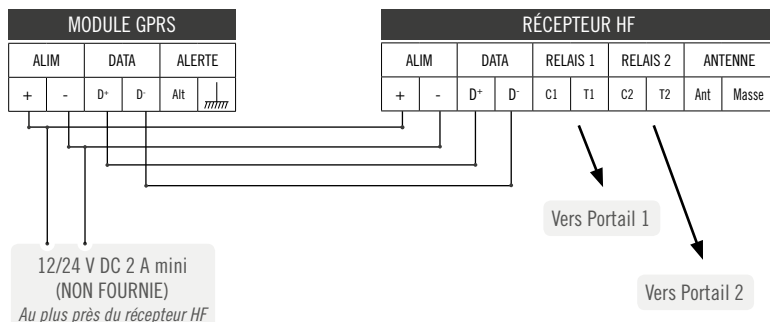 MODULE GPRS
RÉCEPTEUR HF
ALIM DATA ALERTE
ALIM DATA RELAIS 1 RELAIS 2 ANTENNE
+ - D+ D- Alt
+ - D+ D- C1 T1 C2 T2 Ant Masse
Vers Portail 1
12/24 V DC 2 A mini
(NON FOURNIE)
Au plus près du récepteur HF
Vers Portail 2